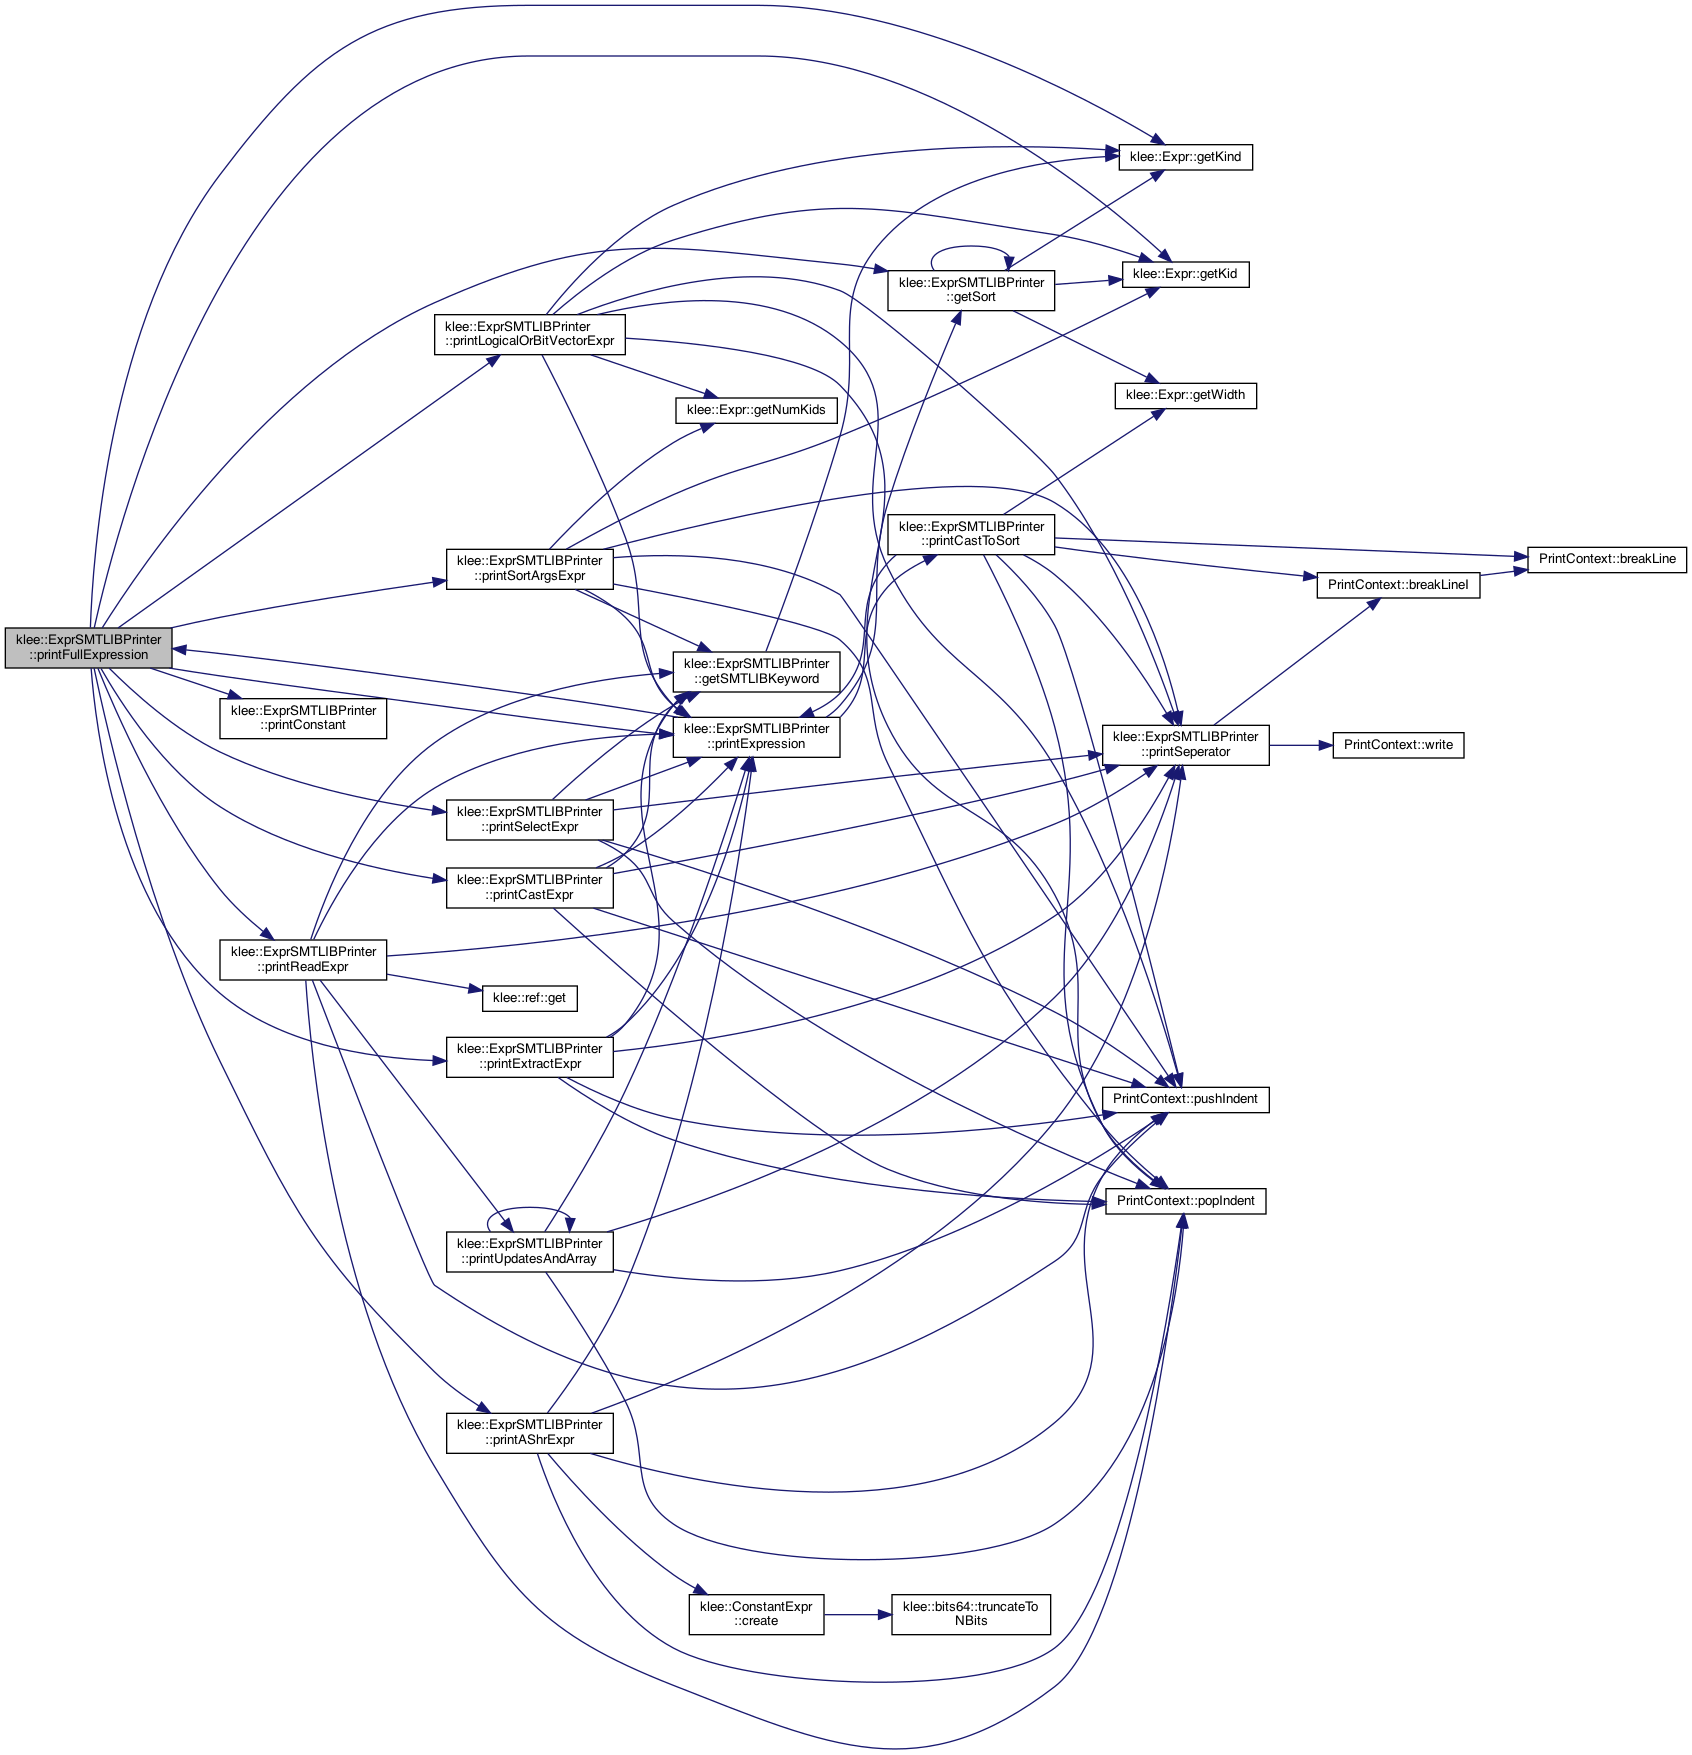 klee::Expr::getKind
klee::Expr::getKid
klee::ExprSMTLIBPrinter
::getSort
klee::ExprSMTLIBPrinter
::printLogicalOrBitVectorExpr
klee::Expr::getWidth
klee::Expr::getNumKids
klee::ExprSMTLIBPrinter
::printCastToSort
PrintContext::breakLine
klee::ExprSMTLIBPrinter
::printSortArgsExpr
PrintContext::breakLineI
klee::ExprSMTLIBPrinter
::printFullExpression
klee::ExprSMTLIBPrinter
::getSMTLIBKeyword
klee::ExprSMTLIBPrinter
::printConstant
klee::ExprSMTLIBPrinter
::printExpression
klee::ExprSMTLIBPrinter
::printSeperator
PrintContext::write
klee::ExprSMTLIBPrinter
::printSelectExpr
klee::ExprSMTLIBPrinter
::printCastExpr
klee::ExprSMTLIBPrinter
::printReadExpr
klee::ref::get
klee::ExprSMTLIBPrinter
::printExtractExpr
PrintContext::pushIndent
PrintContext::popIndent
klee::ExprSMTLIBPrinter
::printUpdatesAndArray
klee::ExprSMTLIBPrinter
::printAShrExpr
klee::ConstantExpr
::create
klee::bits64::truncateTo
NBits